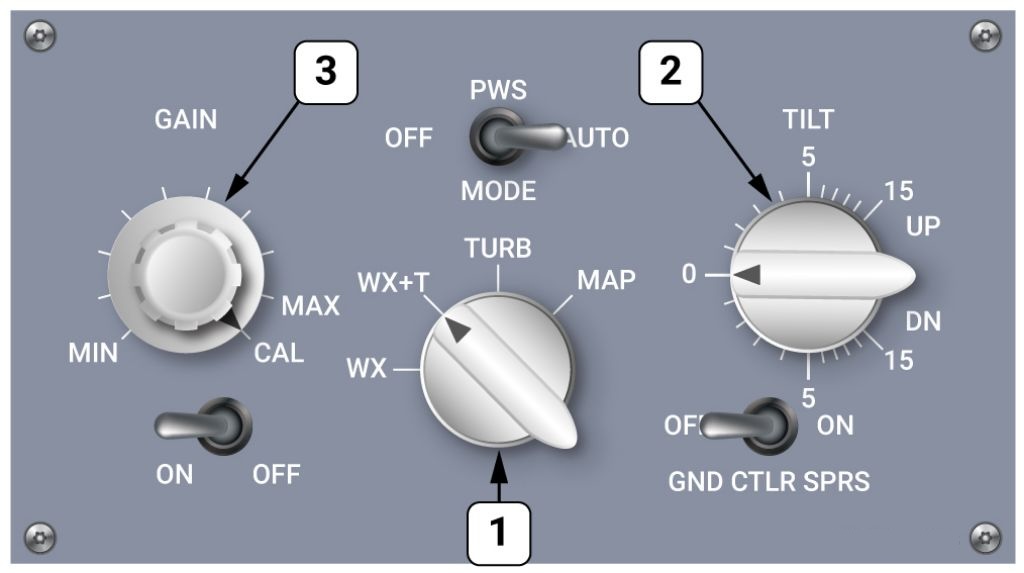 3
2
PWS
GAIN
OFF
AUTO
TILT
5
MODE
15
UP
TURB
WX+T
MAP
0
MAX
MIN
CAL
WX
DN
15
5
OFF
ON
ON
OFF
GND CTLR SPRS
1